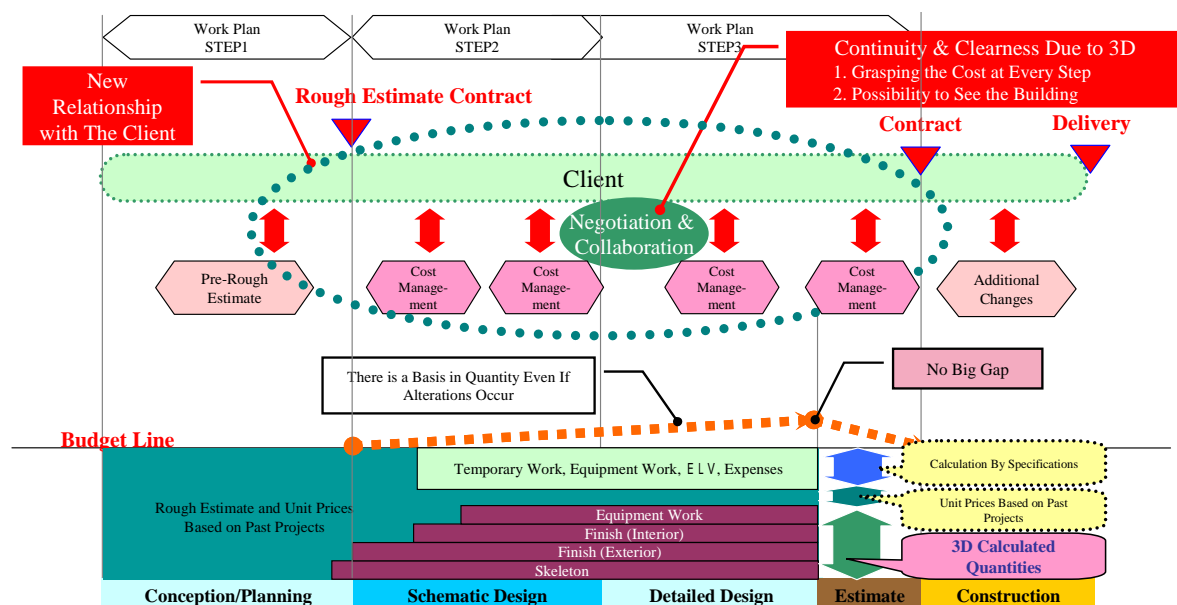 Work Plan
STEP1
Work Plan
STEP2
Work Plan
STEP3
New
Relationship
with The Client
Continuity & Clearness Due to 3D
1. Grasping the Cost at Every Step
2. Possibility to See the Building
Rough Estimate Contract
Contract
Delivery
Client
Negotiation &
Collaboration
Pre-Rough
Estimate
Cost
Manage-
ment
Cost
Manage-
ment
Cost
Manage-
ment
Cost
Manage-
ment
Additional
Changes
There is a Basis in Quantity Even If
Alterations Occur
No Big Gap
Budget Line
Temporary Work, Equipment Work, ELV, Expenses
Calculation By Specifications
Rough Estimate and Unit Prices
Based on Past Projects
Unit Prices Based on Past
Projects
Equipment Work
Finish (Interior)
Finish (Exterior)
Skeleton
3D Calculated
Quantities
Conception/Planning
Schematic Design
Detailed Design
Estimate
Construction